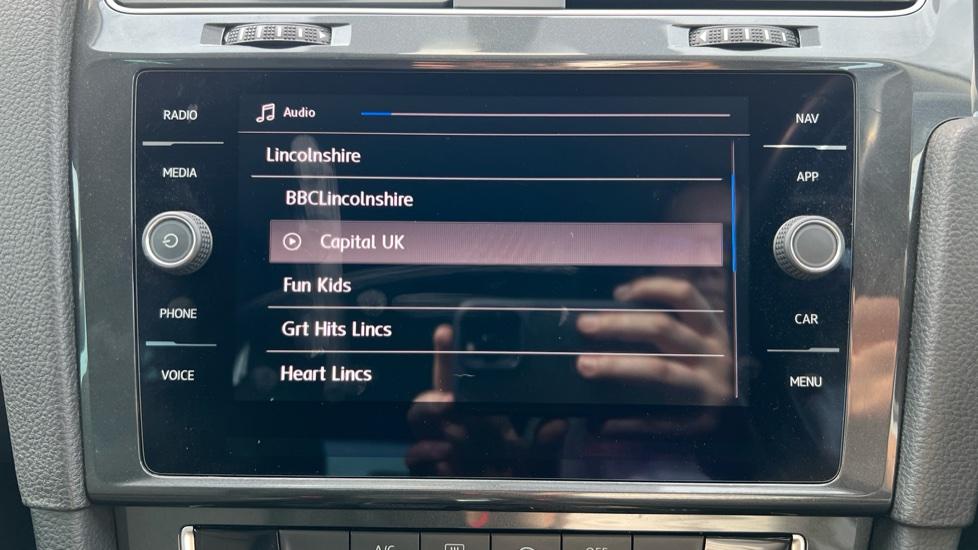 RADIO
MEDIA
PHONE
VOICE
Audio
Lincolnshire
BBCLincolnshire
Capital UK
Fun Kids
Grt Hits Lincs
Heart Lincs
NAV
APP
CAR
MENU
A/C
OFF